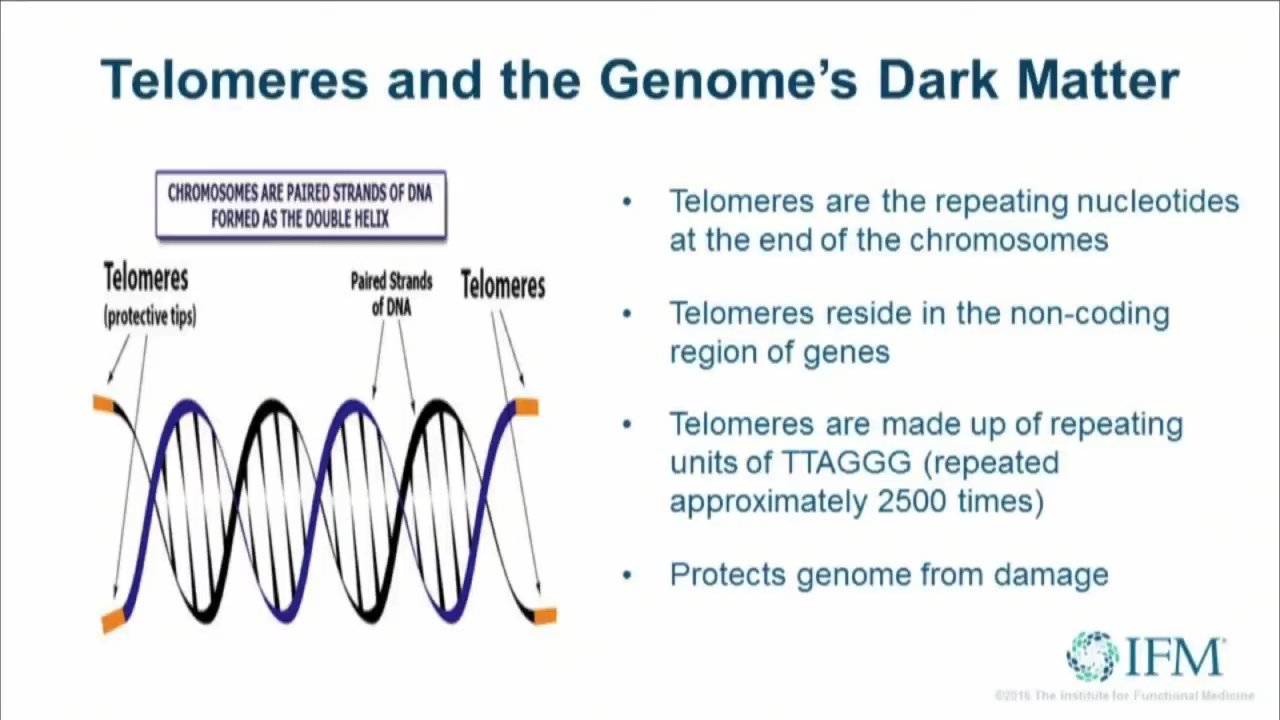 Telomeres and the Genome's Dark Matter
CHROMOSOMES ARE PAIRED STRANDS OF DNA
FORMED AS THE DOUBLE HELIX
Telomeres
(protective tips)
Paired Strands
of DNA
Telomeres
• Telomeres are the repeating nucleotides
at the end of the chromosomes
• Telomeres reside in the non-coding
region of genes
• Telomeres are made up of repeating
units of TTAGGG (repeated
approximately 2500 times)
• Protects genome from damage
IFM
©2016 The Institute for Functional Medicine